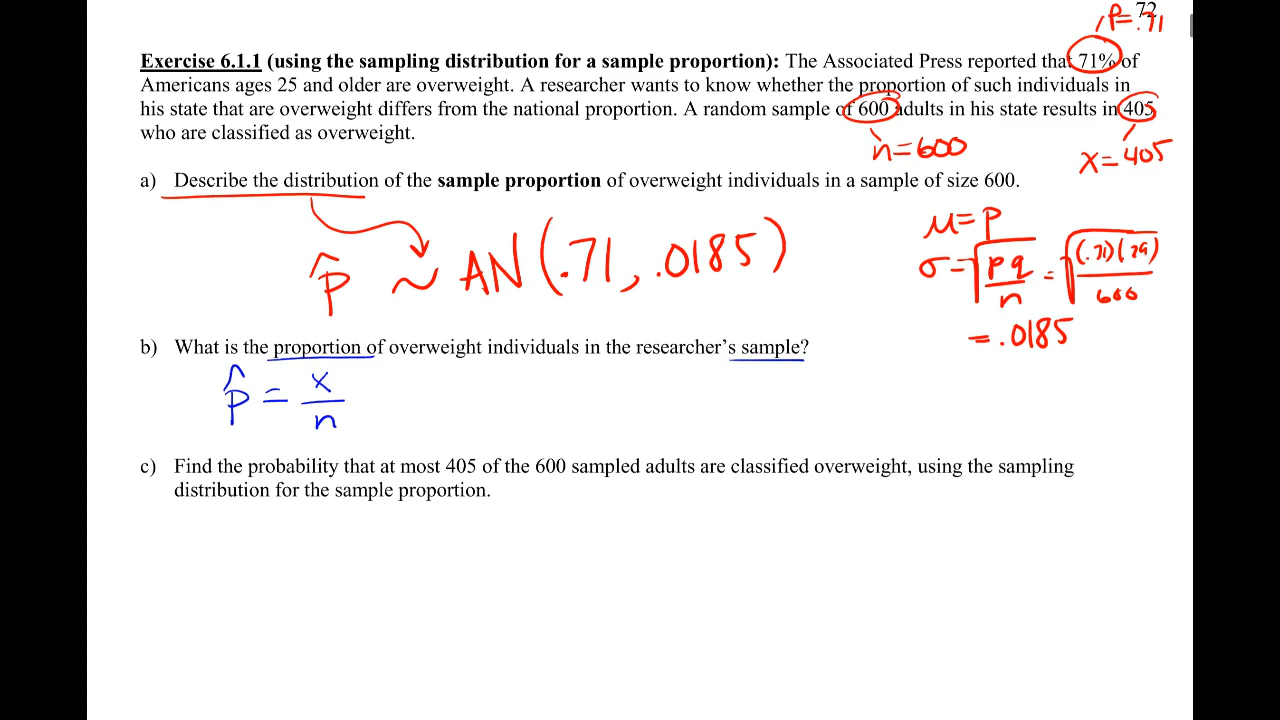 72
p=.71
Exercise 6.1.1 (using the sampling distribution for a sample proportion): The Associated Press reported that 71% of
Americans ages 25 and older are overweight. A researcher wants to know whether the proportion of such individuals in
his state that are overweight differs from the national proportion. A random sample of 600 adults in his state results in 405
who are classified as overweight.
n=600
x=405
a) Describe the distribution of the sample proportion of overweight individuals in a sample of size 600.
p̂ ~ AN(.71, .0185)
μ=p
σ=√(pq/n) = √((.71)(.29)/600)
= .0185
b) What is the proportion of overweight individuals in the researcher's sample?
p̂ = x/n
c) Find the probability that at most 405 of the 600 sampled adults are classified overweight, using the sampling
distribution for the sample proportion.